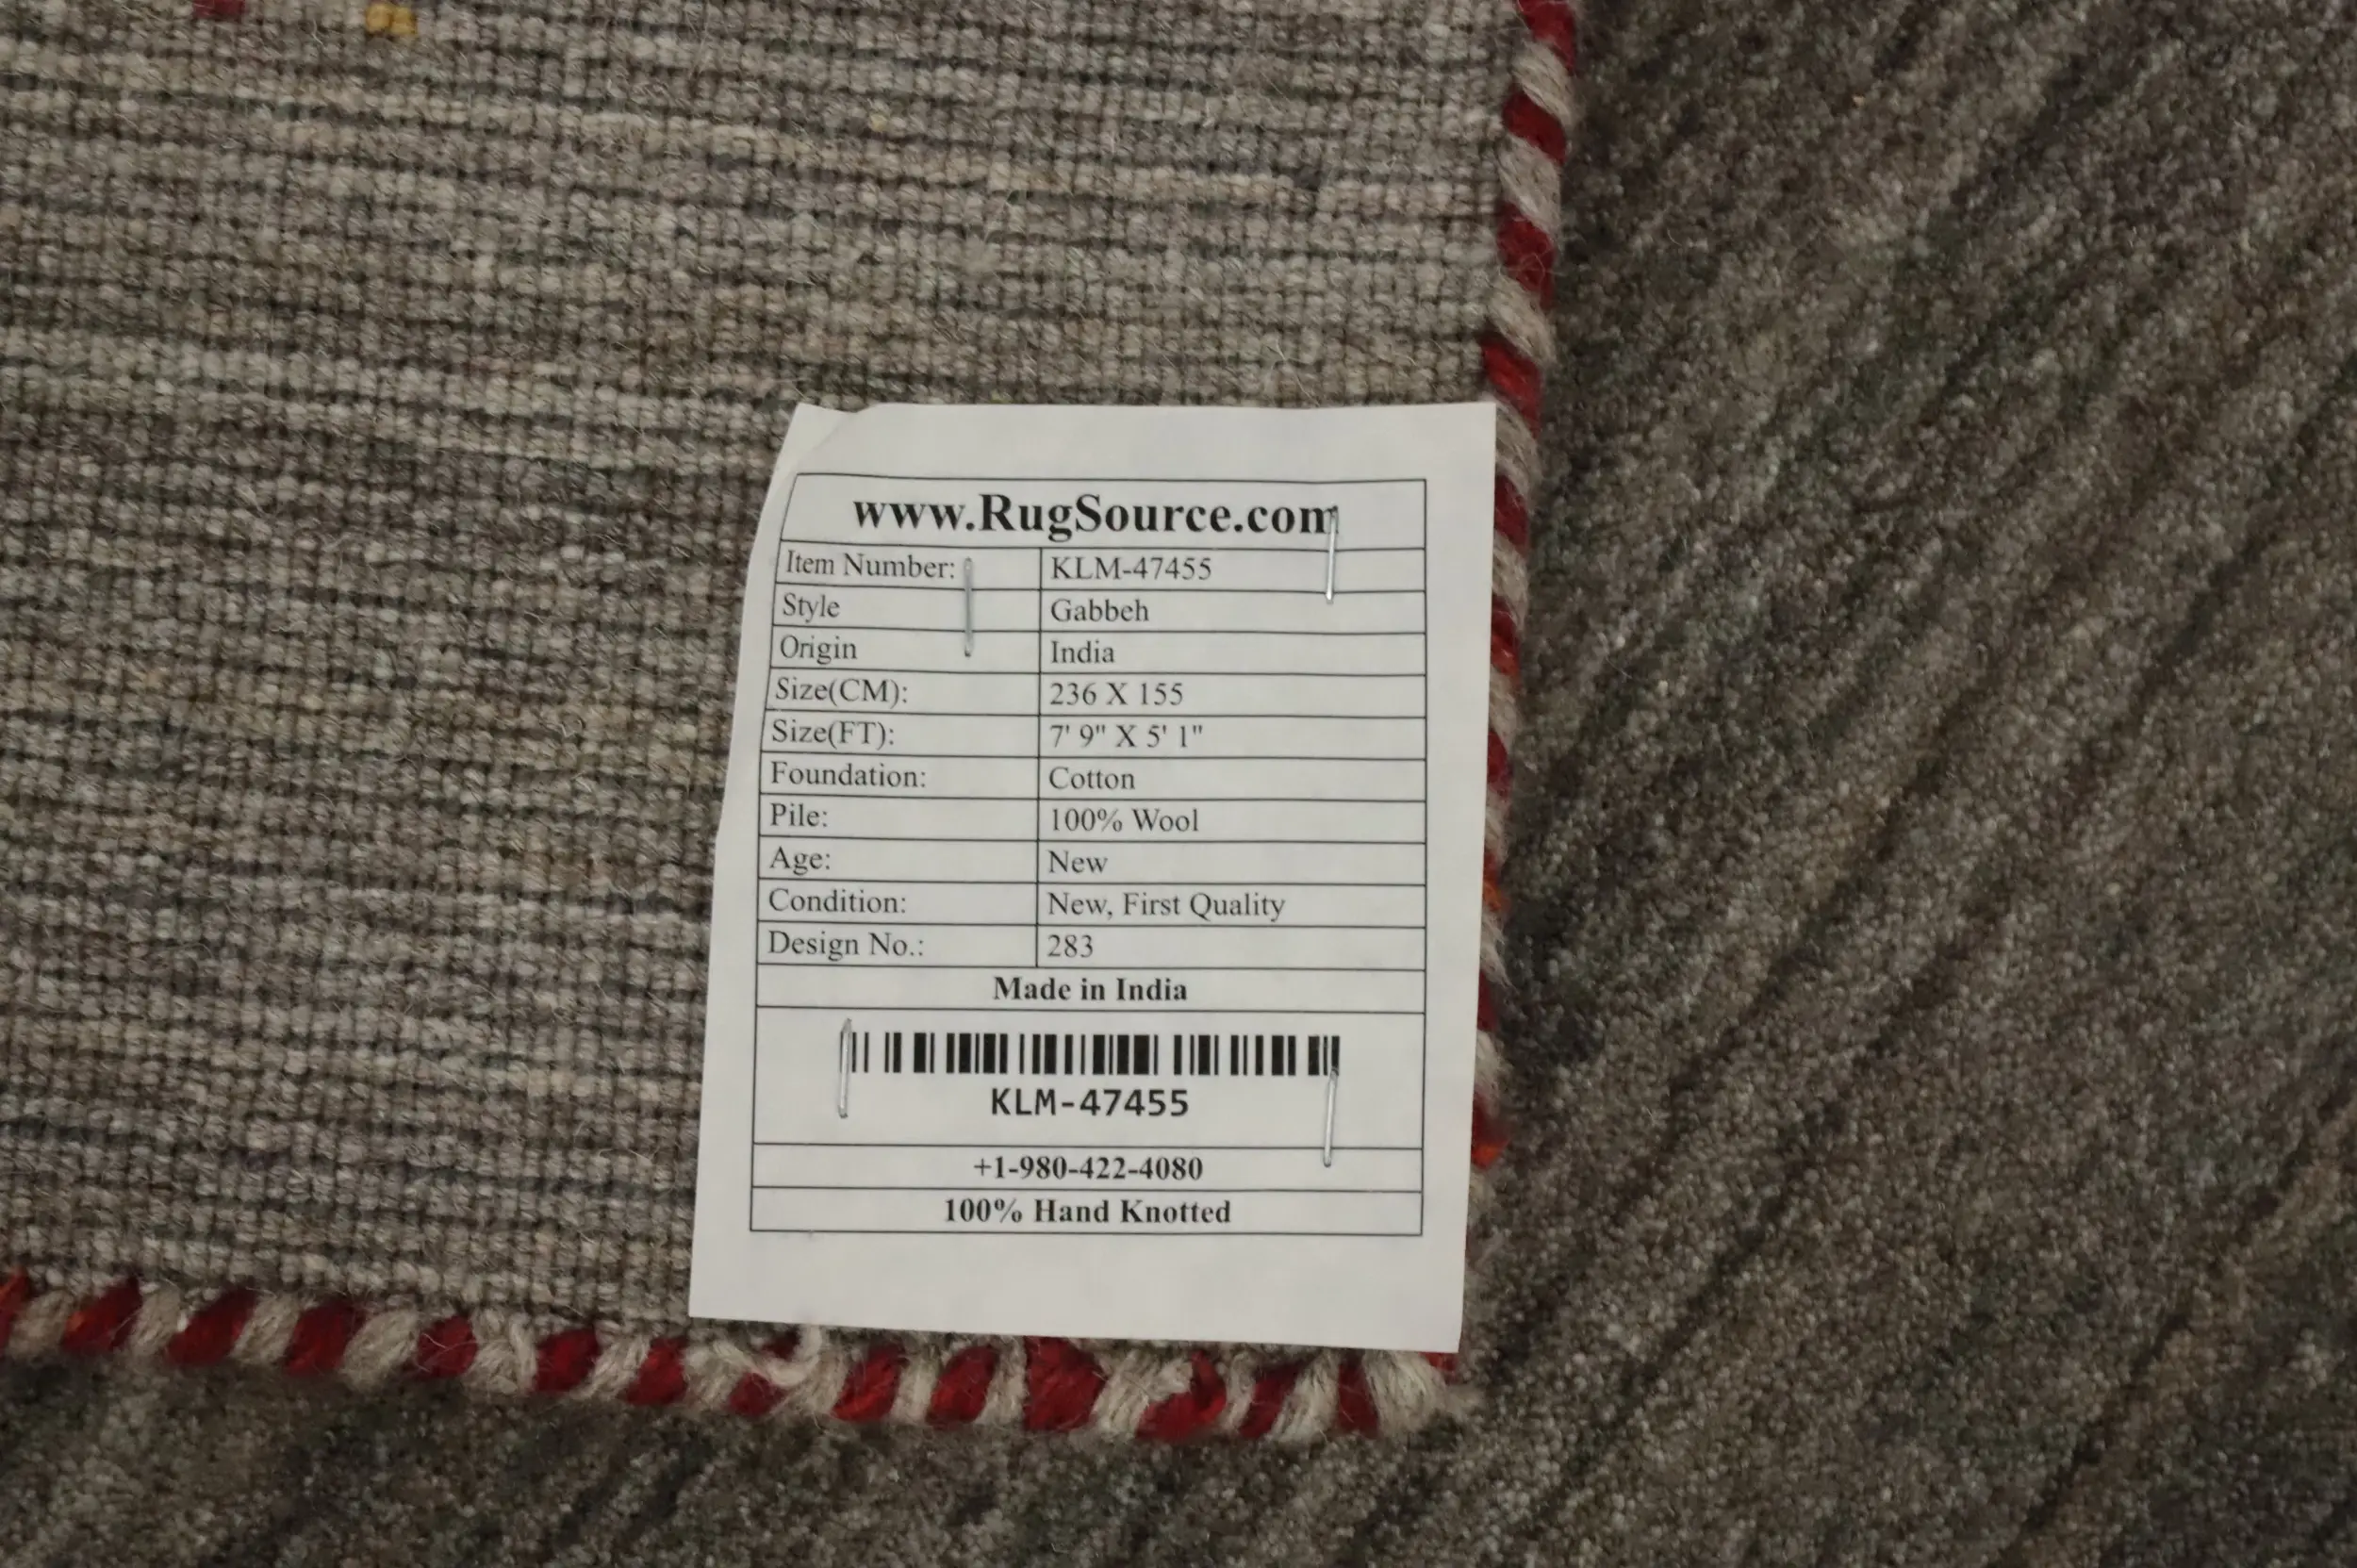 www.RugSource.com
Item Number: KLM-47455
Style Gabbeh
Origin India
Size(CM): 236 X 155
Size(FT): 7' 9" X 5' 1"
Foundation: Cotton
Pile: 100% Wool
Age: New
Condition: New, First Quality
Design No.: 283
Made in India
KLM-47455
+1-980-422-4080
100% Hand Knotted